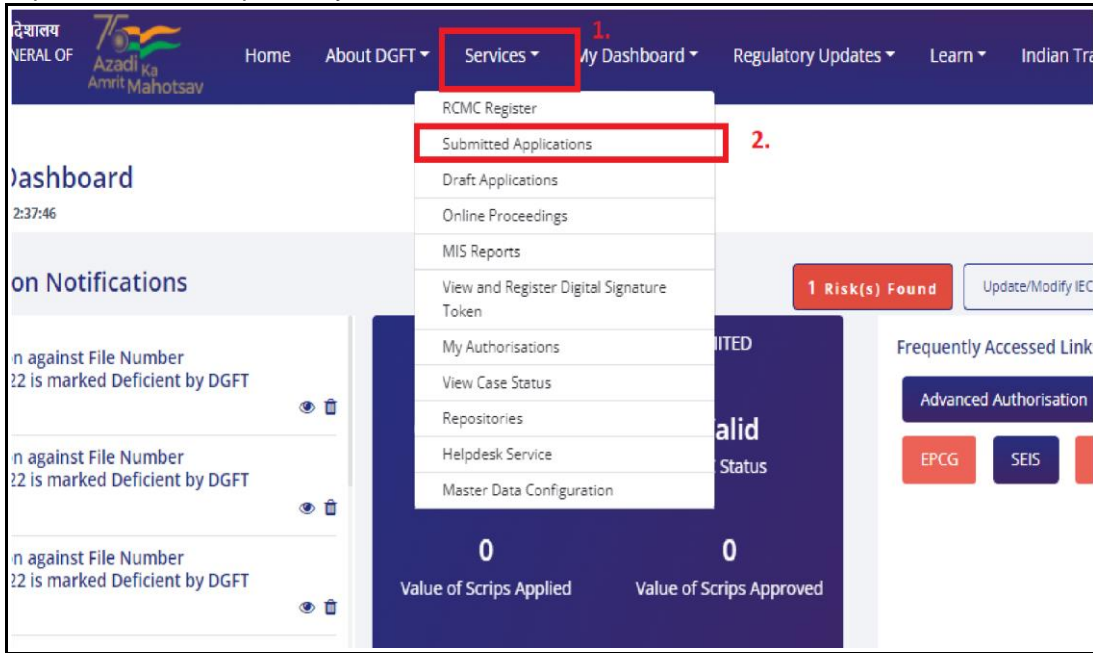 देशालय
NERAL OF
75
Azadi Ka
Amrit Mahotsav
Home
About DGFT
Services
1.
My Dashboard
Regulatory Updates
Learn
Indian Tra
RCMC Register
Submitted Applications
2.
Draft Applications
Online Proceedings
MIS Reports
View and Register Digital Signature
Token
My Authorisations
View Case Status
Repositories
Helpdesk Service
Master Data Configuration
Dashboard
2:37:46
on Notifications
n against File Number
22 is marked Deficient by DGFT
n against File Number
22 is marked Deficient by DGFT
n against File Number
22 is marked Deficient by DGFT
ITED
alid
Status
0
Value of Scrips Applied
0
Value of Scrips Approved
1 Risk(s) Found
Update/Modify IEC
Frequently Accessed Link
Advanced Authorisation
EPCG
SEIS